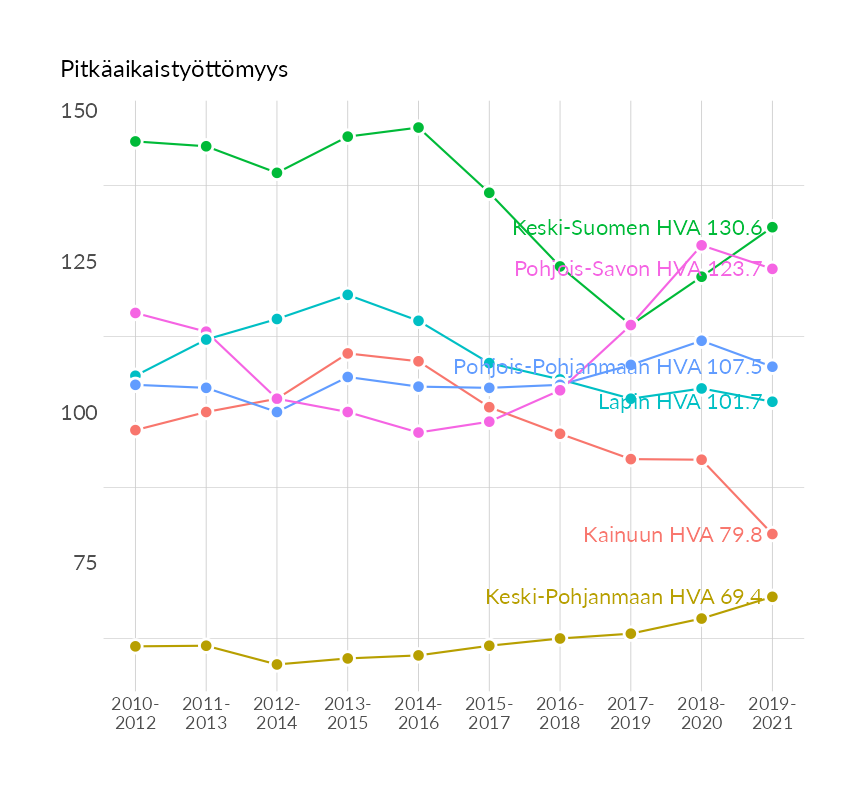 Pitkäaikaistyöttömyys
150
125
100
75
Keski-Suomen HVA 130.6
Pohjois-Savon HVA 123.7
Pohjois-Pohjanmaan HVA 107.5
Lapin HVA 101.7
Kainuun HVA 79.8
Keski-Pohjanmaan HVA 69.4
2010- 2011- 2012- 2013- 2014- 2015- 2016- 2017- 2018- 2019-
2012 2013 2014 2015 2016 2017 2018 2019 2020 2021